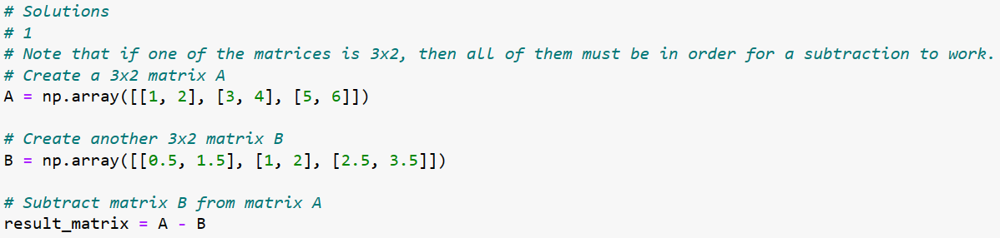 # Solutions
# 1
# Note that if one of the matrices is 3x2, then all of them must be in order for a subtraction to work.
# Create a 3x2 matrix A
A = np.array([[1, 2], [3, 4], [5, 6]])
# Create another 3x2 matrix B
B = np.array([[0.5, 1.5], [1, 2], [2.5, 3.5]])
# Subtract matrix B from matrix A
result_matrix = A - B